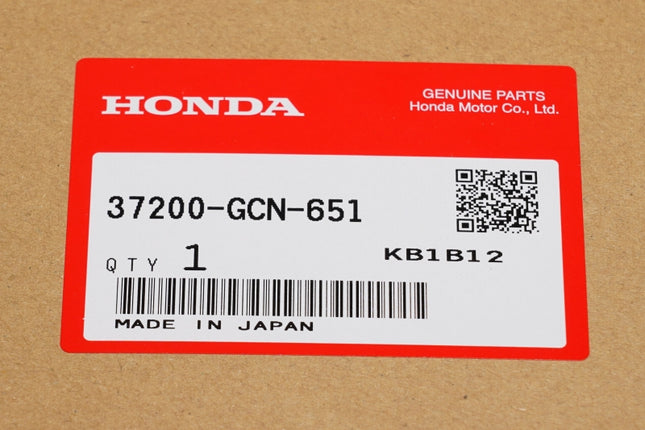 HONDA
GENUINE PARTS
Honda Motor Co., Ltd.
37200-GCN-651
QTY 1
KB1B12
MADE IN JAPAN